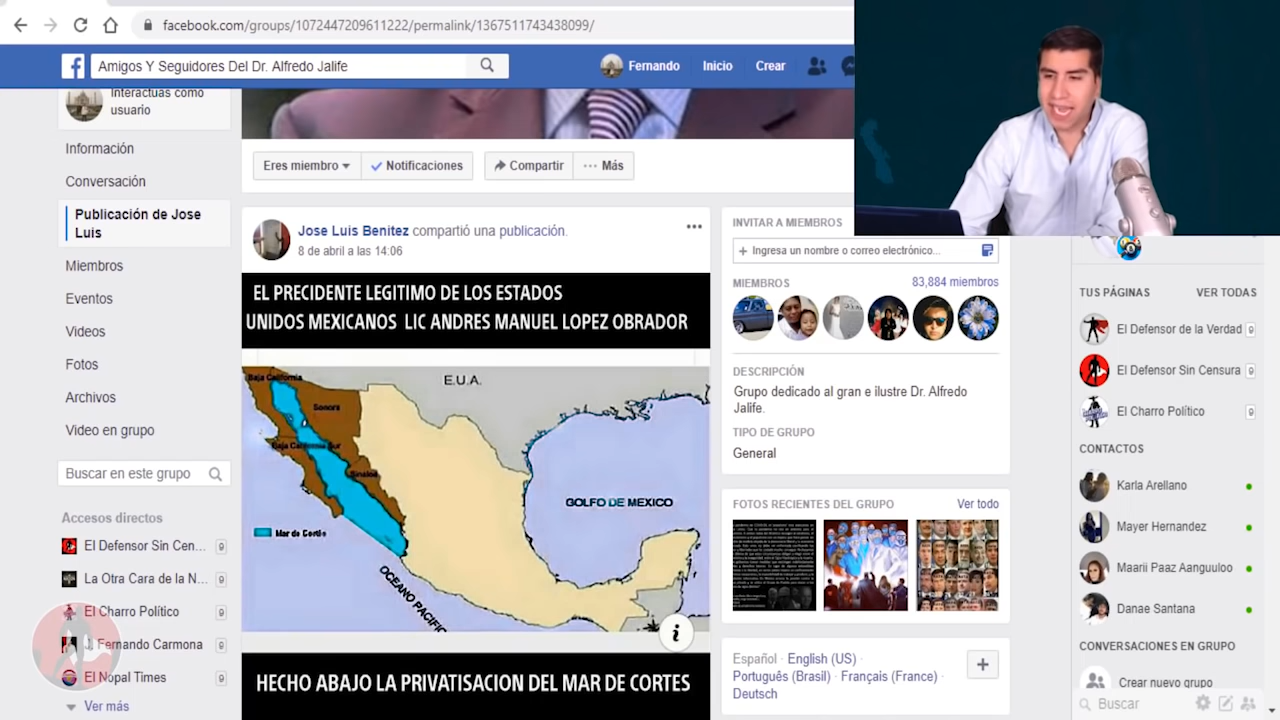 facebook.com/groups/1072447209611222/permalink/1367511743438099/
Amigos Y Seguidores Del Dr. Alfredo Jalife
Fernando
Inicio
Crear
Interactúas como
usuario
Información
Conversación
Publicación de Jose
Luis
Miembros
Eventos
Videos
Fotos
Archivos
Video en grupo
Buscar en este grupo
Accesos directos
El Defensor Sin Cen... 9
La Otra Cara de la N... 9
El Charro Político 9
J. Fernando Carmona 9
El Nopal Times 9
Ver más
Eres miembro
Notificaciones
Compartir
Más
Jose Luis Benitez compartió una publicación.
8 de abril a las 14:06
EL PRECIDENTE LEGITIMO DE LOS ESTADOS
UNIDOS MEXICANOS LIC ANDRES MANUEL LOPEZ OBRADOR
Baja California
E.U.A.
Sonora
Baja California Sur
Sinaloa
GOLFO DE MEXICO
Mar de Cortés
OCEANO PACIFIC
HECHO ABAJO LA PRIVATISACION DEL MAR DE CORTES
INVITAR A MIEMBROS
+ Ingresa un nombre o correo electrónico...
MIEMBROS
83,884 miembros
DESCRIPCIÓN
Grupo dedicado al gran e ilustre Dr. Alfredo
Jalife.
TIPO DE GRUPO
General
FOTOS RECIENTES DEL GRUPO
Ver todo
Español · English (US) ·
Português (Brasil) · Français (France) ·
Deutsch
TUS PÁGINAS
VER TODAS
El Defensor de la Verdad 9
El Defensor Sin Censura 9
El Charro Político 9
CONTACTOS
Karla Arellano
Mayer Hernandez
Maarii Paaz Aanguuloo
Danae Santana
CONVERSACIONES EN GRUPO
Crear nuevo grupo
Buscar